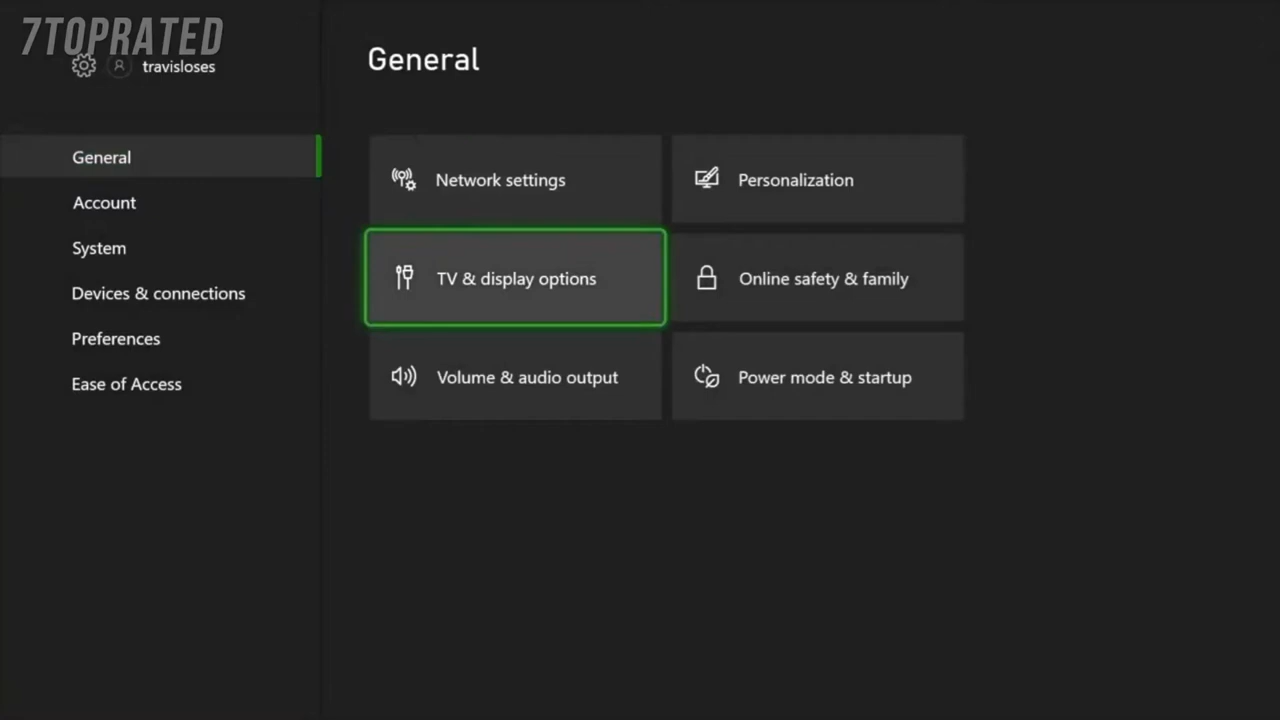 7TOPRATED
travisloses
General
General
Account
System
Devices & connections
Preferences
Ease of Access
Network settings
Personalization
TV & display options
Online safety & family
Volume & audio output
Power mode & startup